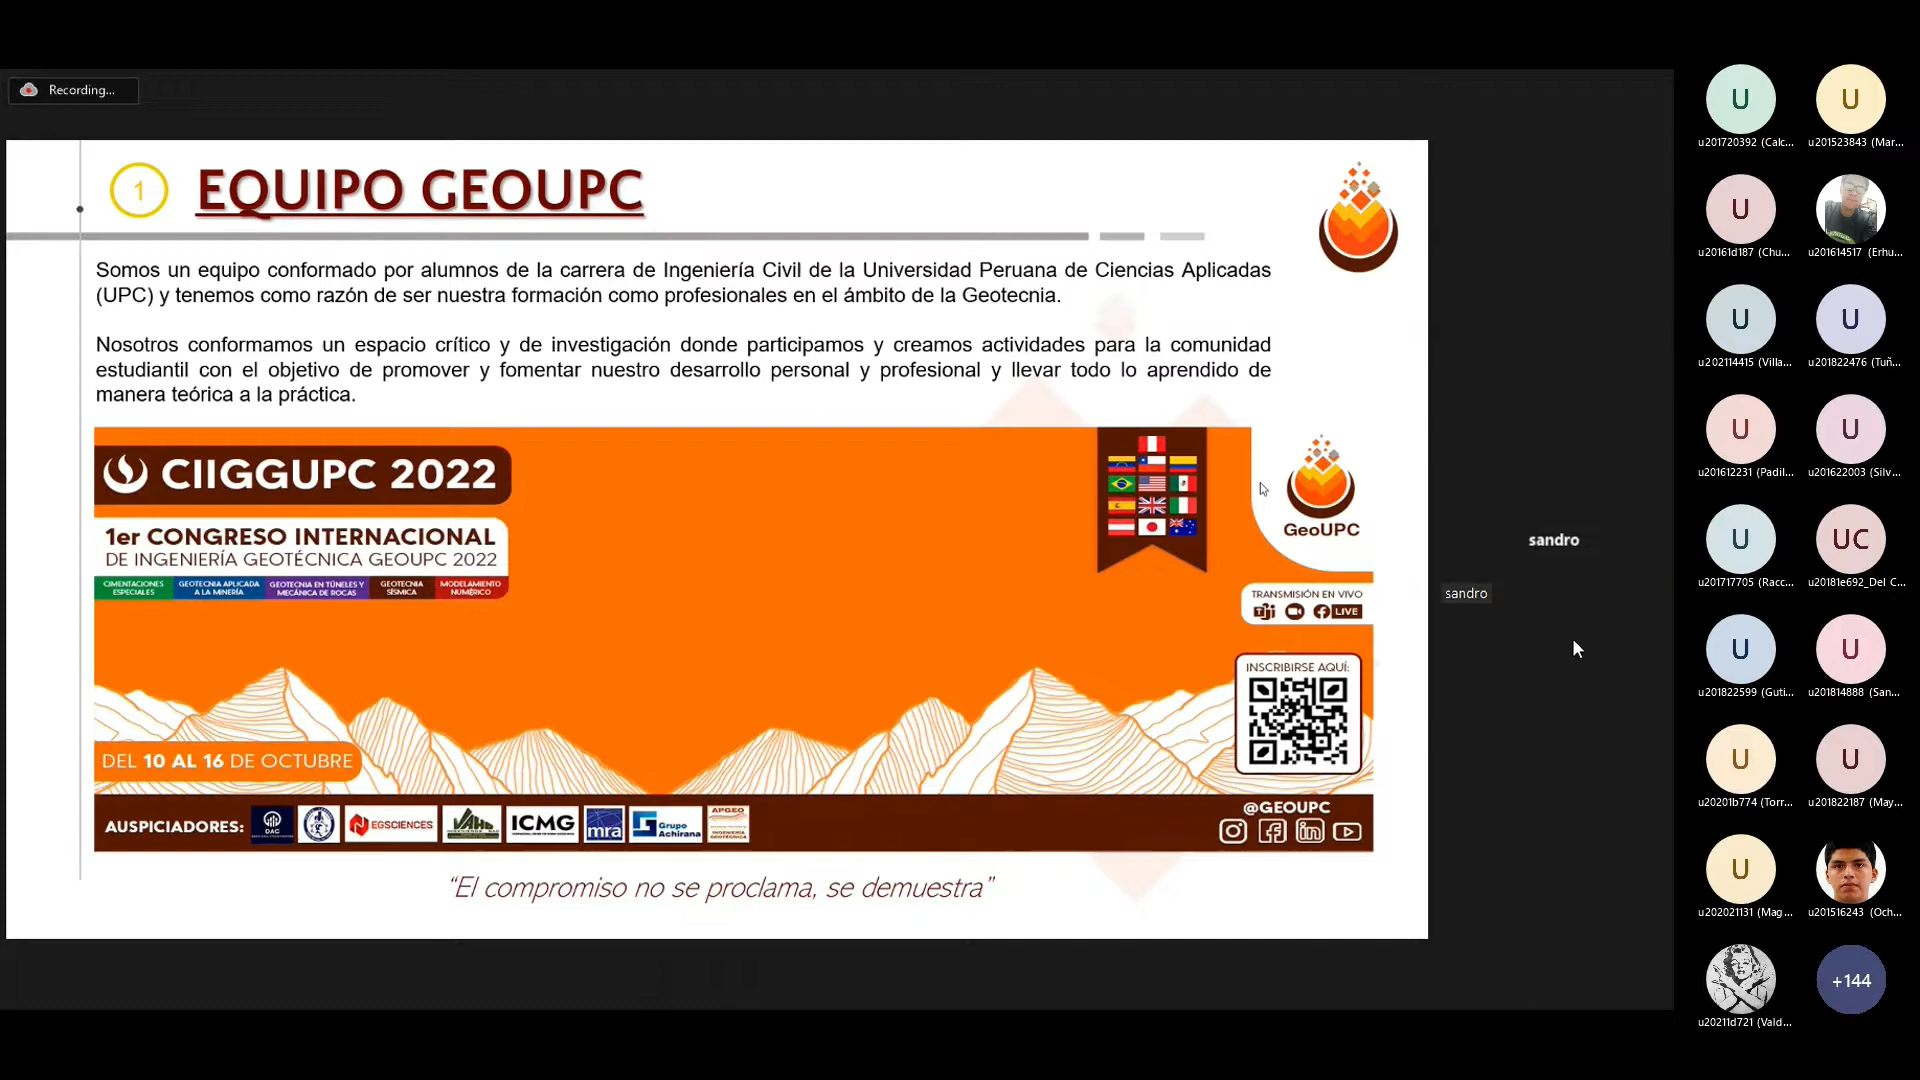 Recording...
1
EQUIPO GEOUPC
Somos un equipo conformado por alumnos de la carrera de Ingeniería Civil de la Universidad Peruana de Ciencias Aplicadas
(UPC) y tenemos como razón de ser nuestra formación como profesionales en el ámbito de la Geotecnia.
Nosotros conformamos un espacio crítico y de investigación donde participamos y creamos actividades para la comunidad
estudiantil con el objetivo de promover y fomentar nuestro desarrollo personal y profesional y llevar todo lo aprendido de
manera teórica a la práctica.
CIIGGUPC 2022
1er CONGRESO INTERNACIONAL
DE INGENIERÍA GEOTÉCNICA GEOUPC 2022
CIMENTACIONES ESPECIALES
GEOTECNIA APLICADA A LA MINERÍA
GEOTECNIA EN TÚNELES Y MECÁNICA DE ROCAS
GEOTECNIA SÍSMICA
MODELAMIENTO NUMÉRICO
GeoUPC
TRANSMISIÓN EN VIVO
LIVE
INSCRIBIRSE AQUÍ:
DEL 10 AL 16 DE OCTUBRE
AUSPICIADORES:
DAC
EGSCIENCES
ICMG
mra
Grupo Achirana
APGEO
@GEOUPC
“El compromiso no se proclama, se demuestra”
sandro
sandro
U
u201720392 (Calc...
U
u201523843 (Mar...
U
u20161d187 (Chu...
u201614517 (Erhu...
U
u202114415 (Villa...
U
u201822476 (Tuñ...
U
u201612231 (Padil...
U
u201622003 (Silv...
U
u201717705 (Racc...
UC
u20181e692_Del C...
U
u201822599 (Guti...
U
u201814888 (San...
U
u20201b774 (Torr...
U
u201822187 (May...
U
u202021131 (Mag...
u201516243 (Och...
u20211d721 (Vald...
+144